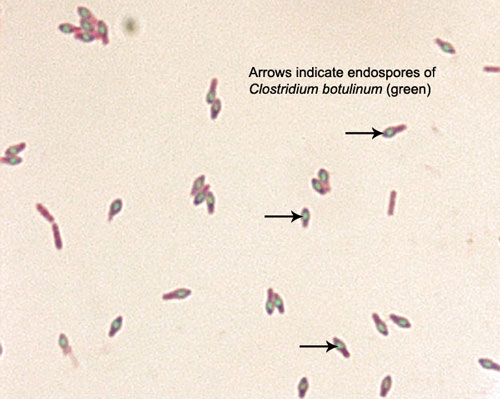 Arrows indicate endospores of
Clostridium botulinum (green)